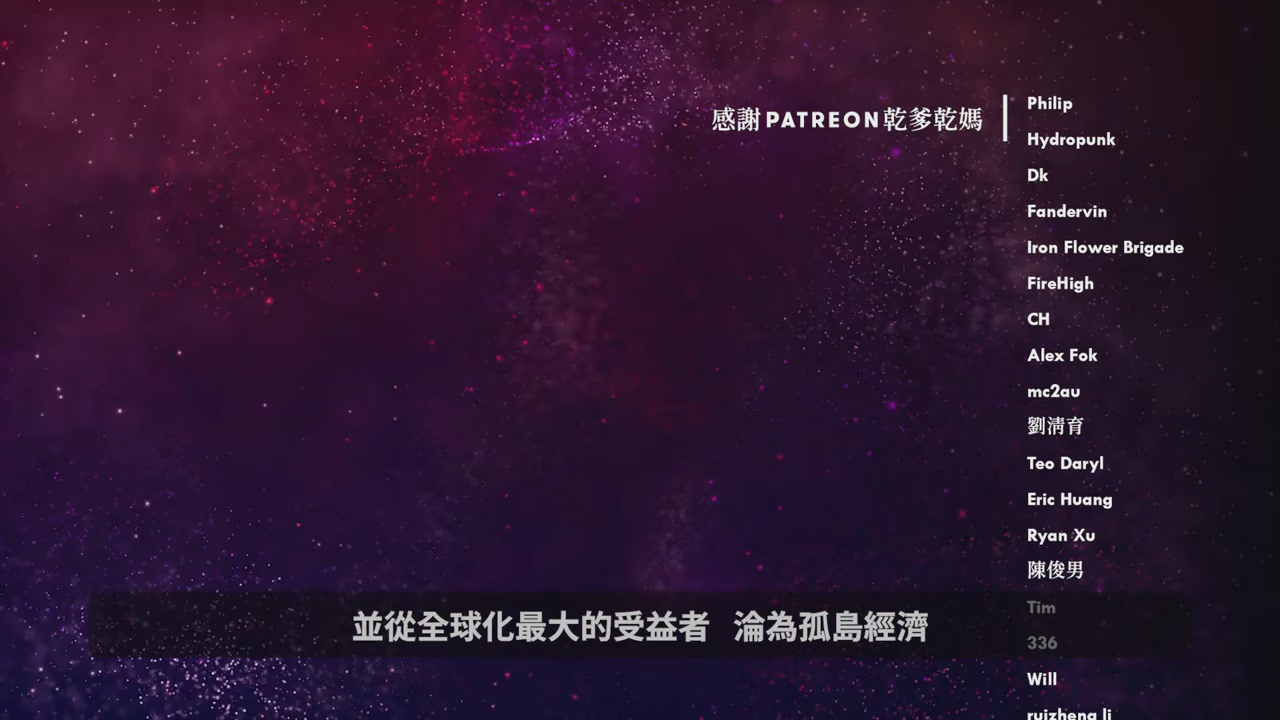 感謝PATREON乾爹乾媽
Philip
Hydropunk
Dk
Fandervin
Iron Flower Brigade
FireHigh
CH
Alex Fok
mc2au
劉清育
Teo Daryl
Eric Huang
Ryan Xu
陳俊男
Tim
336
並從全球化最大的受益者 淪為孤島經濟
Will
ruizheng li